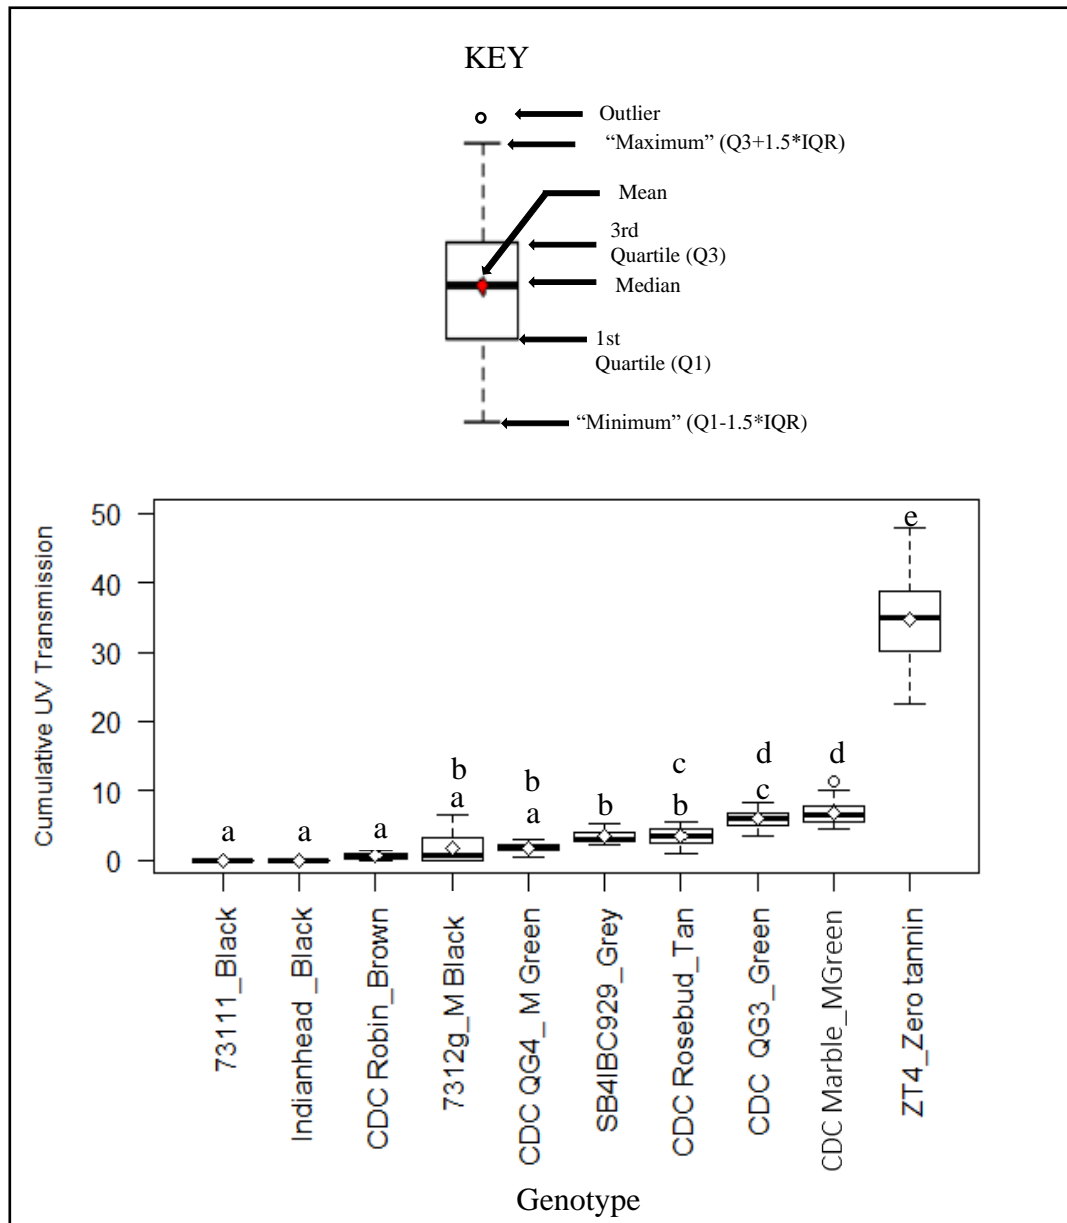 KEY
Outlier
“Maximum” (Q3+1.5*IQR)
Mean
3rd
Quartile (Q3)
Median
1st
Quartile (Q1)
“Minimum” (Q1-1.5*IQR)
Cumulative UV Transmission
50
40
30
20
10
0
a
a
a
b
a
b
a
b
c
b
d
c
d
e
73111_Black
Indianhead _Black
CDC Robin_Brown
7312g_M Black
CDC QG4_ M Green
SB4IBC929_Grey
CDC Rosebud_Tan
CDC  QG3_Green
CDC Marble_MGreen
ZT4_Zero tannin
Genotype